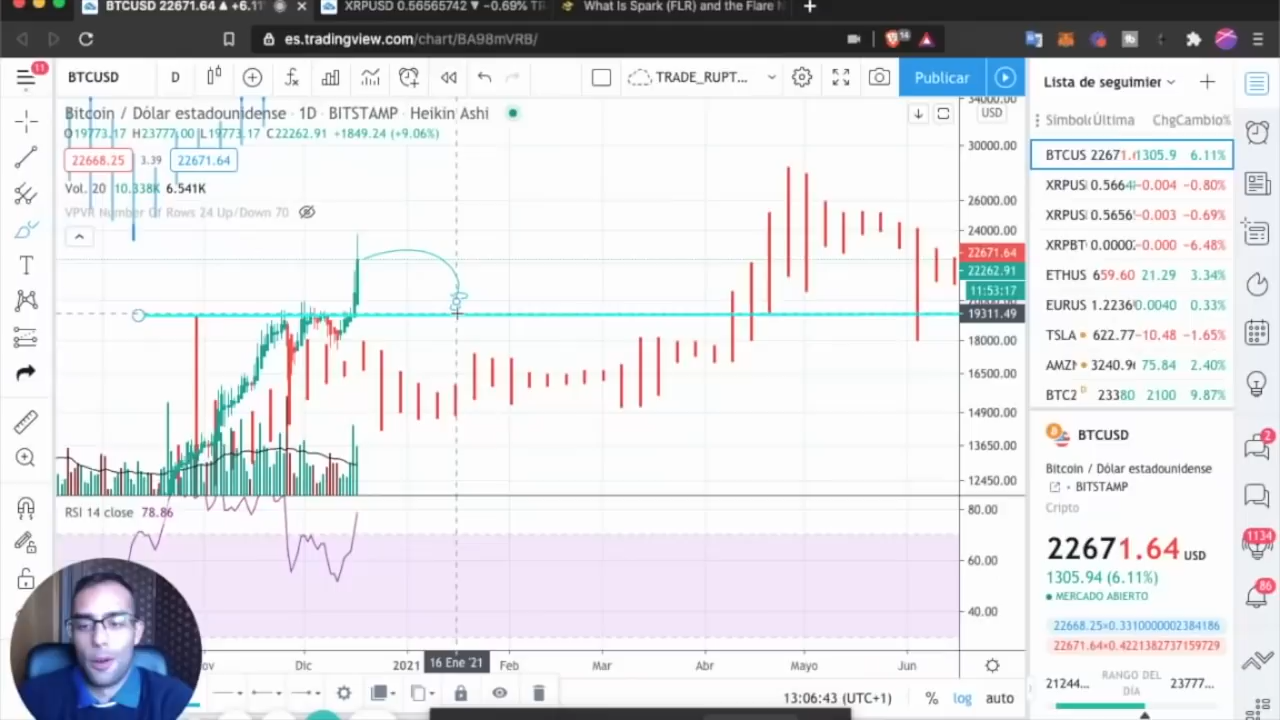 BTCUSD 22671.64 ▲ +6.11
XRPUSD 0.56565742 ▼ −0.69%
What Is Spark (FLR) and the Flare
es.tradingview.com/chart/BA98mVRB/
14
11
BTCUSD
D
TRADE_RUPT...
Publicar
Lista de seguimier
Bitcoin / Dólar estadounidense · 1D · BITSTAMP · Heikin Ashi
O19773.17 H23777.00 L19773.17 C22262.91 +1849.24 (+9.06%)
22668.25 3.39 22671.64
Vol. 20 10.338K 6.541K
VPVR Number Of Rows 24 Up/Down 70
34000.00
USD
30000.00
26000.00
24000.00
22671.64
22262.91
11:53:17
19311.49
18000.00
16500.00
14900.00
13650.00
12450.00
RSI 14 close 78.86
80.00
60.00
40.00
Dic 2021 16 Ene '21 Feb Mar Abr Mayo Jun
13:06:43 (UTC+1) % log auto
Símbolo Última Chg Cambio%
BTCUS 22671.6 1305.9 6.11%
XRPUS 0.5664 −0.004 −0.80%
XRPUS 0.5656 −0.003 −0.69%
XRPBT 0.0000 −0.000 −6.48%
ETHUS 659.60 21.29 3.34%
EURUS 1.2236 0.0040 0.33%
TSLA 622.77 −10.48 −1.65%
AMZN 3240.9 75.84 2.40%
BTC2 D 23380 2100 9.87%
BTCUSD
Bitcoin / Dólar estadounidense
BITSTAMP
Cripto
22671.64 USD
1305.94 (6.11%)
MERCADO ABIERTO
22668.25×0.3310000002384186
22671.64×0.4221382737159729
RANGO DEL
DÍA
21244... 23777...
2
1134
86